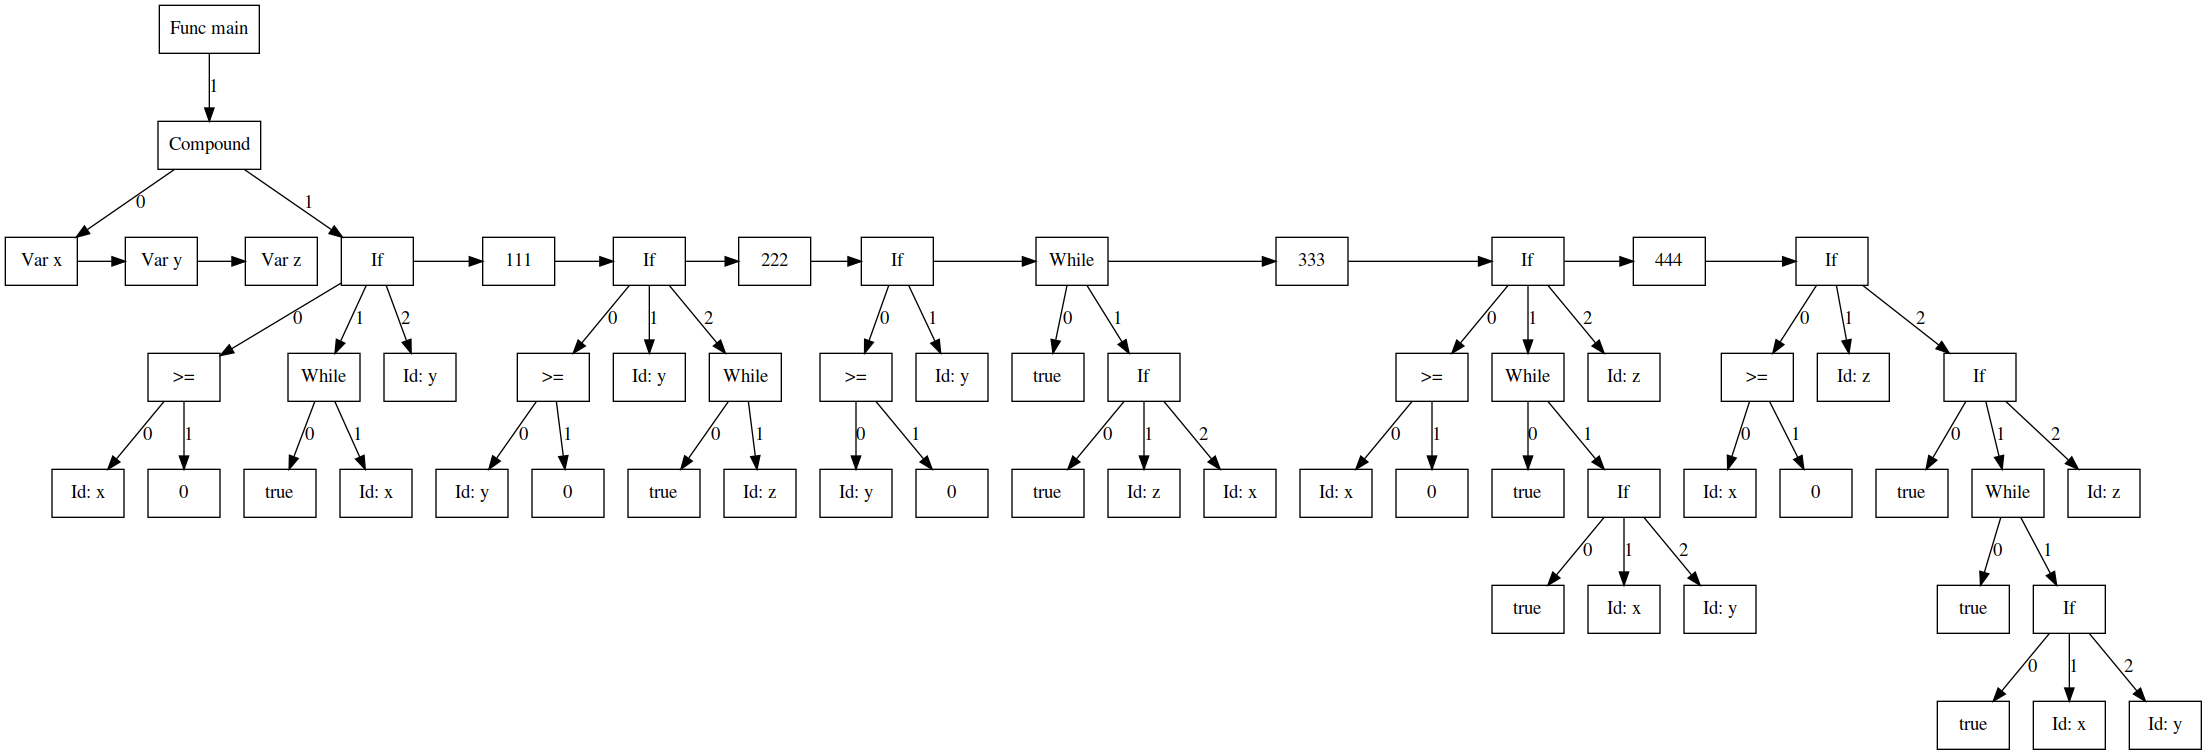 Func main
1
Compound
0 1
Var x Var y Var z If 111 If 222 If While 333 If 444 If
0 1 2 0 1 2 0 1 0 1 0 1 2 0 1 2
>= While Id: y >= Id: y While >= Id: y true If >= While Id: z >= Id: z If
0 1 0 1 0 1 0 1 0 1 0 1 2 0 1 0 1 0 1 0 1 2
Id: x 0 true Id: x Id: y 0 true Id: z Id: y 0 true Id: z Id: x Id: x 0 true If Id: x 0 true While Id: z
0 1 2 0 1
true Id: x Id: y true If
0 1 2
true Id: x Id: y